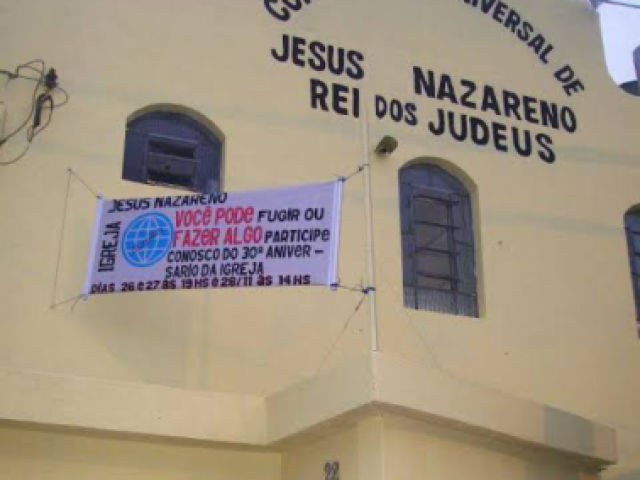 UNIVERSAL DE
JESUS NAZARENO
REI DOS JUDEUS
JESUS NAZARENO
IGREJA
VOCÊ PODE FUGIR OU
FAZER ALGO PARTICIPE
CONOSCO DO 30º ANIVER -
SÁRIO DA IGREJA
DIAS 26 e 27 ÀS 19 HS e 28/11 ÀS 14 HS
22